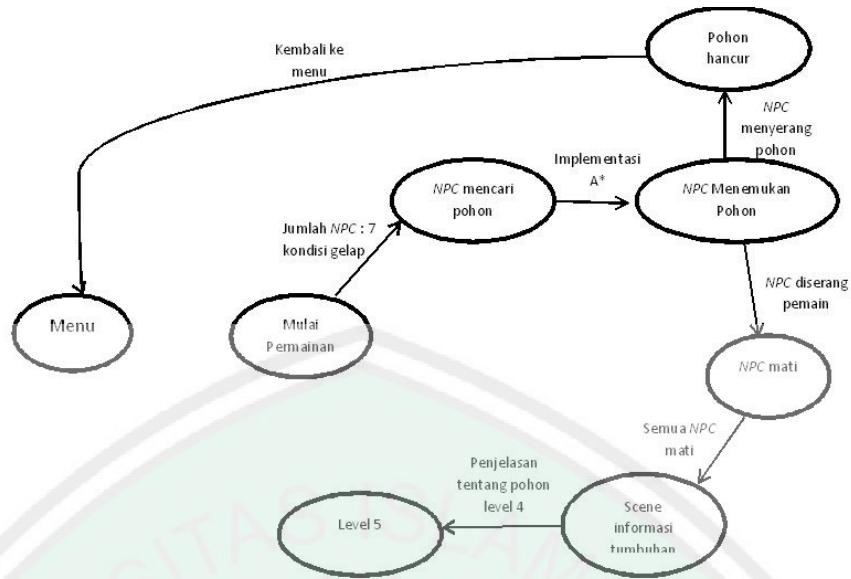 Pohon
hancur
Kembali ke
menu
NPC
menyerang
pohon
Implementasi
A*
NPC mencari
pohon
NPC Menemukan
Pohon
Jumlah NPC : 7
kondisi gelap
NPC diserang
pemain
Menu
Mulai
Permainan
NPC mati
Semua NPC
mati
Penjelasan
tentang pohon
level 4
Level 5
Scene
informasi
tumbuhan
ITAS ISLAM